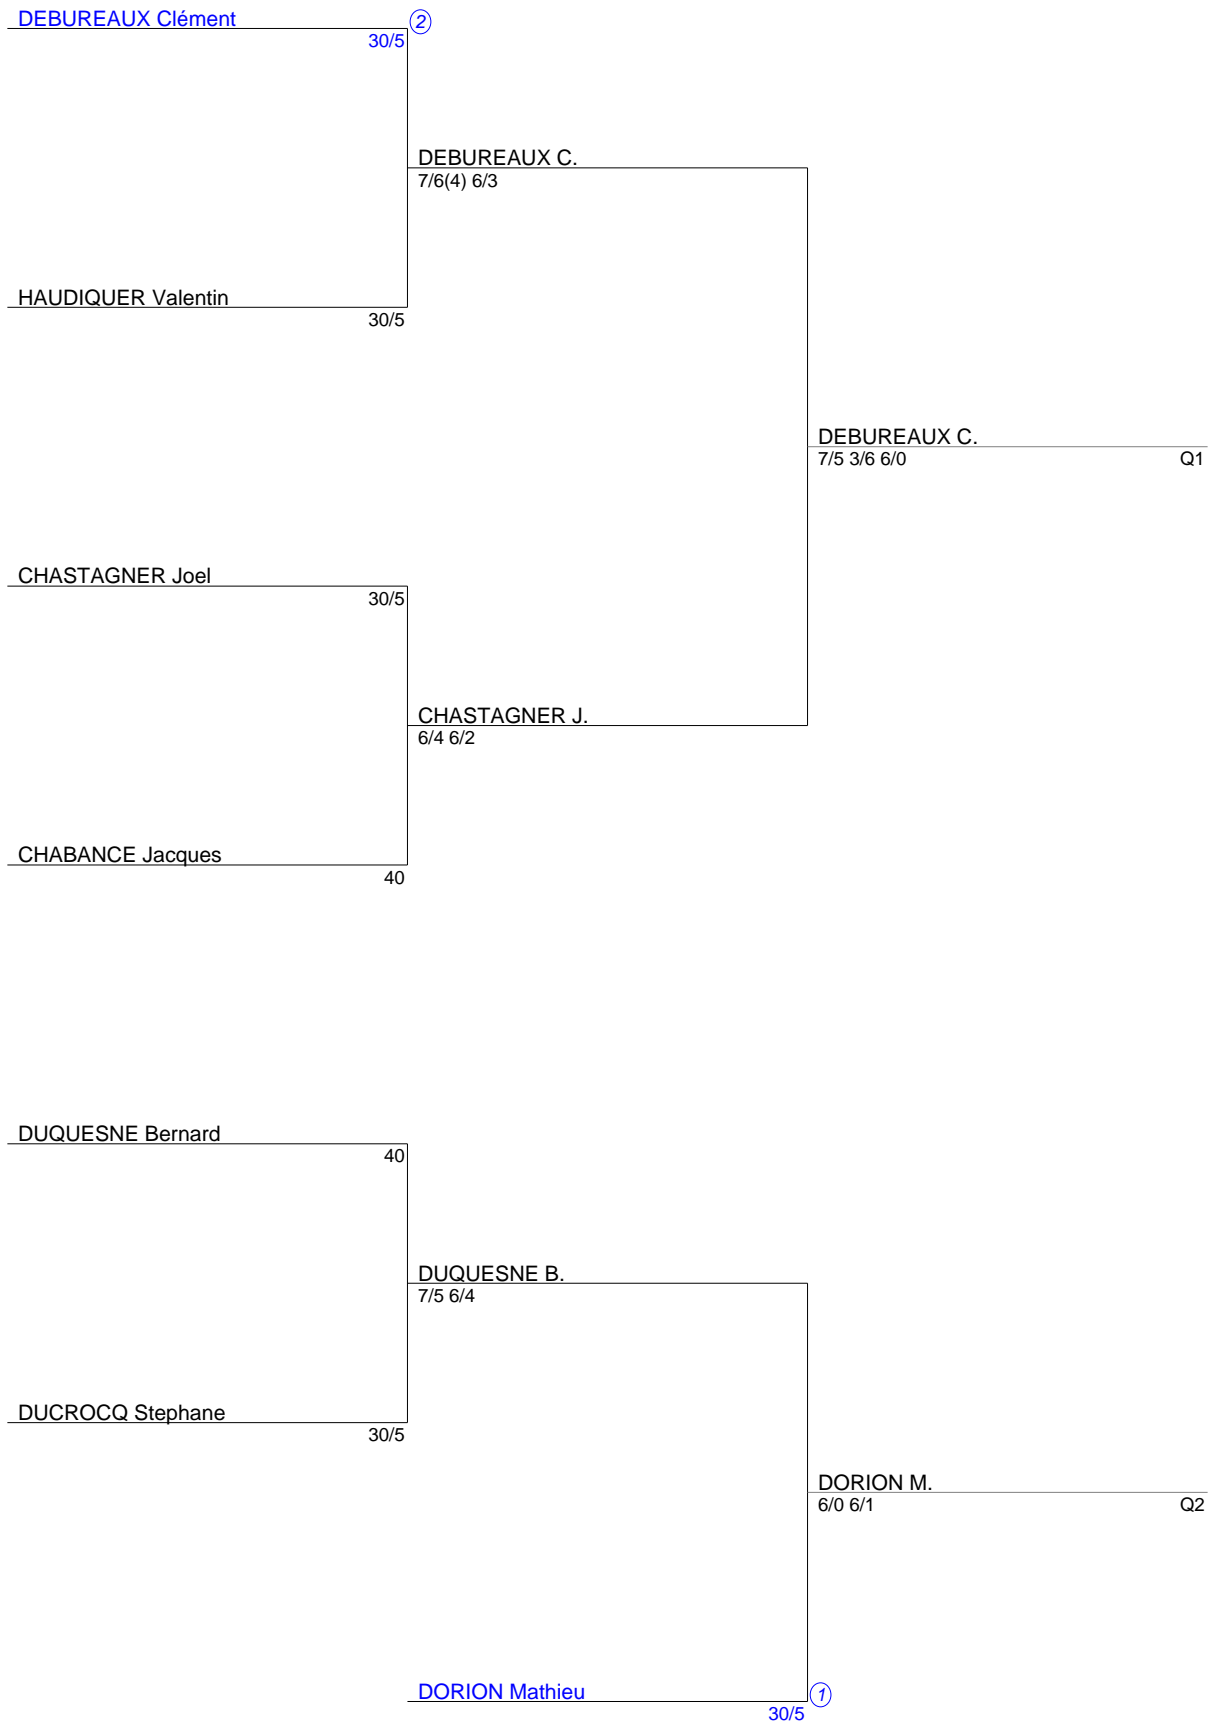 DEBUREAUX Clément
2
30/5
DEBUREAUX C.
7/6(4) 6/3
HAUDIQUER Valentin
30/5
DEBUREAUX C.
7/5 3/6 6/0
Q1
CHASTAGNER Joel
30/5
CHASTAGNER J.
6/4 6/2
CHABANCE Jacques
40
DUQUESNE Bernard
40
DUQUESNE B.
7/5 6/4
DUCROCQ Stephane
30/5
DORION M.
6/0 6/1
Q2
DORION Mathieu
1
30/5